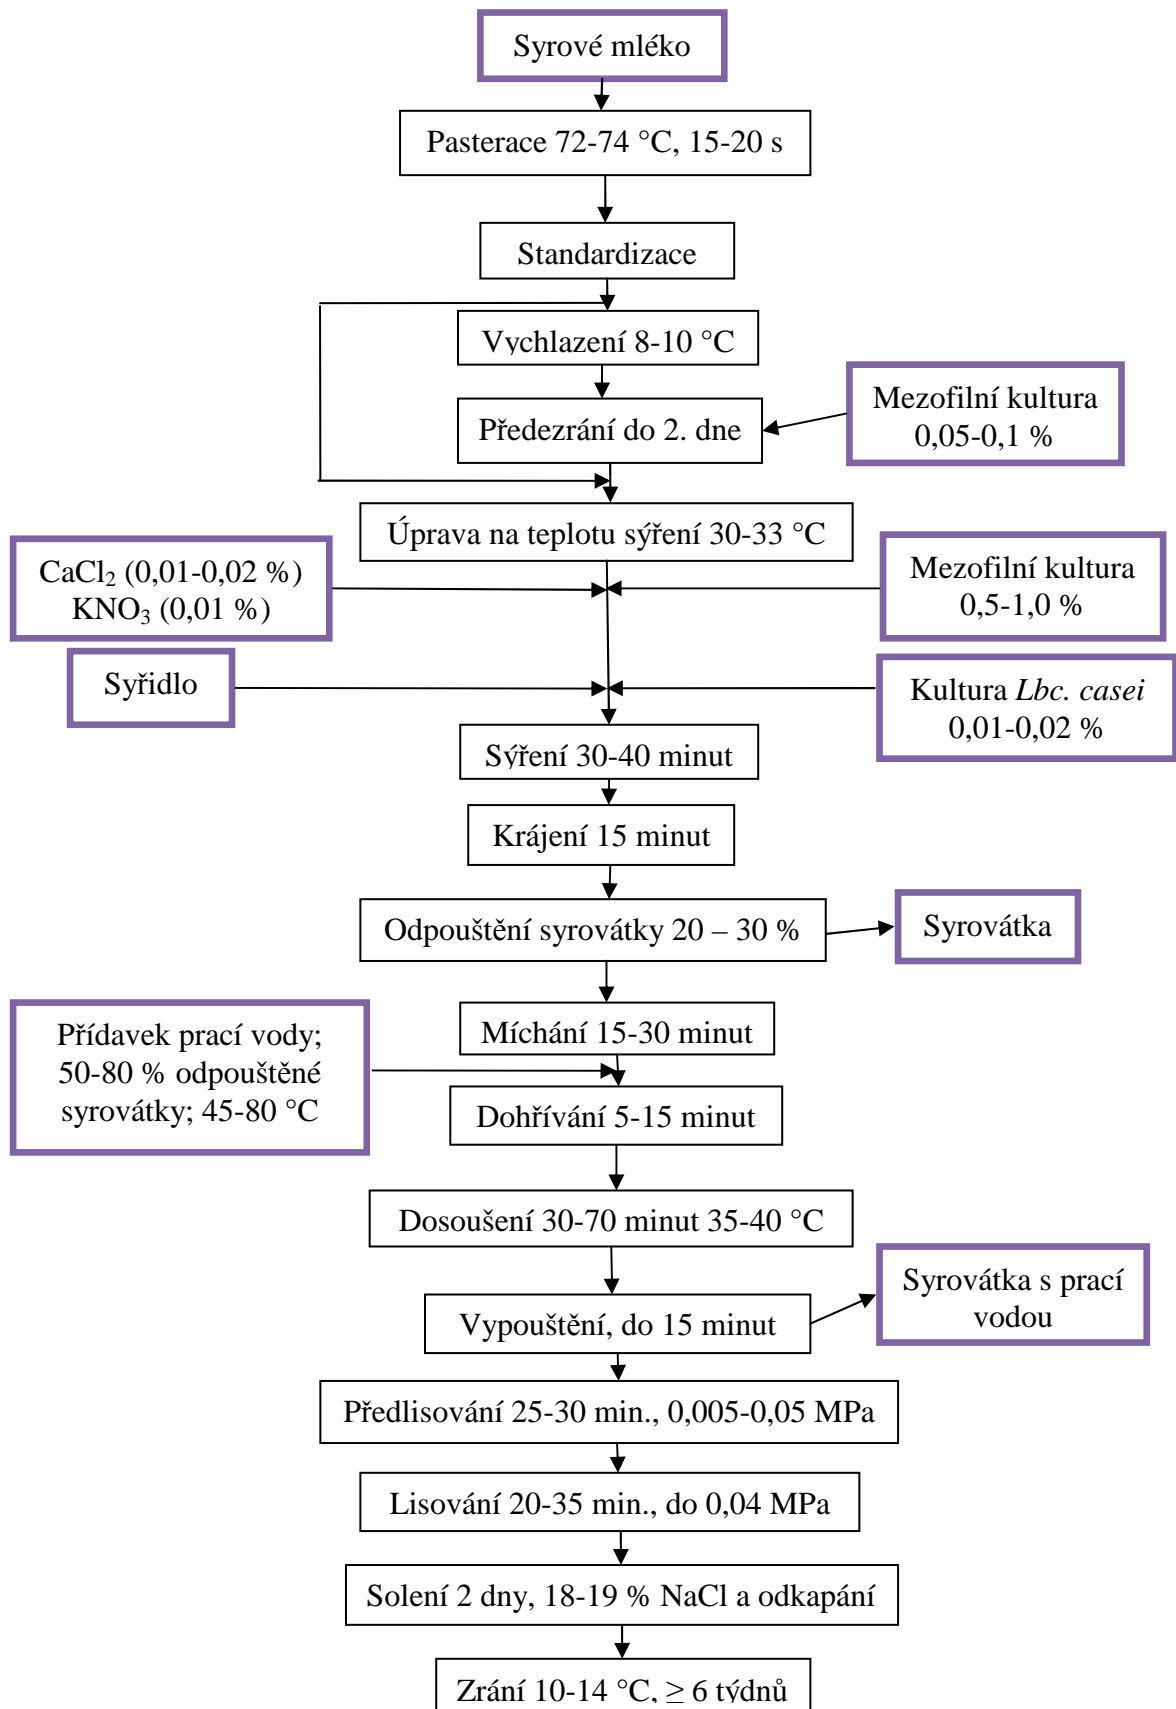 Syrové mléko
Pasterace 72-74 °C, 15-20 s
Standardizace
Vychlazení 8-10 °C
Mezofilní kultura
0,05-0,1 %
Předezrání do 2. dne
Úprava na teplotu sýření 30-33 °C
CaCl₂ (0,01-0,02 %)
KNO₃ (0,01 %)
Mezofilní kultura
0,5-1,0 %
Syřidlo
Kultura Lbc. casei
0,01-0,02 %
Sýření 30-40 minut
Krájení 15 minut
Odpouštění syrovátky 20 – 30 %
Syrovátka
Míchání 15-30 minut
Přídavek prací vody;
50-80 % odpouštěné
syrovátky; 45-80 °C
Dohřívání 5-15 minut
Dosoušení 30-70 minut 35-40 °C
Syrovátka s prací
vodou
Vypouštění, do 15 minut
Předlisování 25-30 min., 0,005-0,05 MPa
Lisování 20-35 min., do 0,04 MPa
Solení 2 dny, 18-19 % NaCl a odkapání
Zrání 10-14 °C, ≥ 6 týdnů